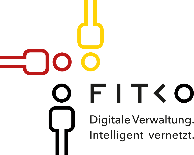 FITKO
Digitale Verwaltung.
Intelligent vernetzt.